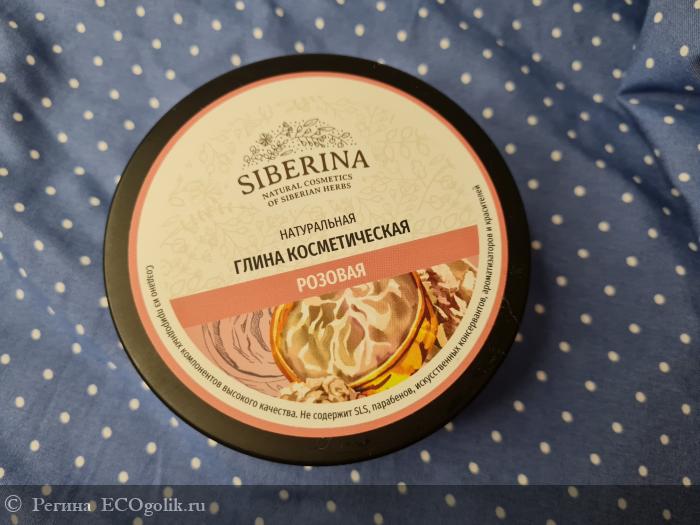 SIBERINA
NATURAL COSMETICS
OF SIBERIAN HERBS
НАТУРАЛЬНАЯ
ГЛИНА КОСМЕТИЧЕСКАЯ
РОЗОВАЯ
Создано из природных компонентов высокого качества. Не содержит SLS, парабенов, искусственных консервантов, ароматизаторов и красителей
© Регина ECOgolik.ru